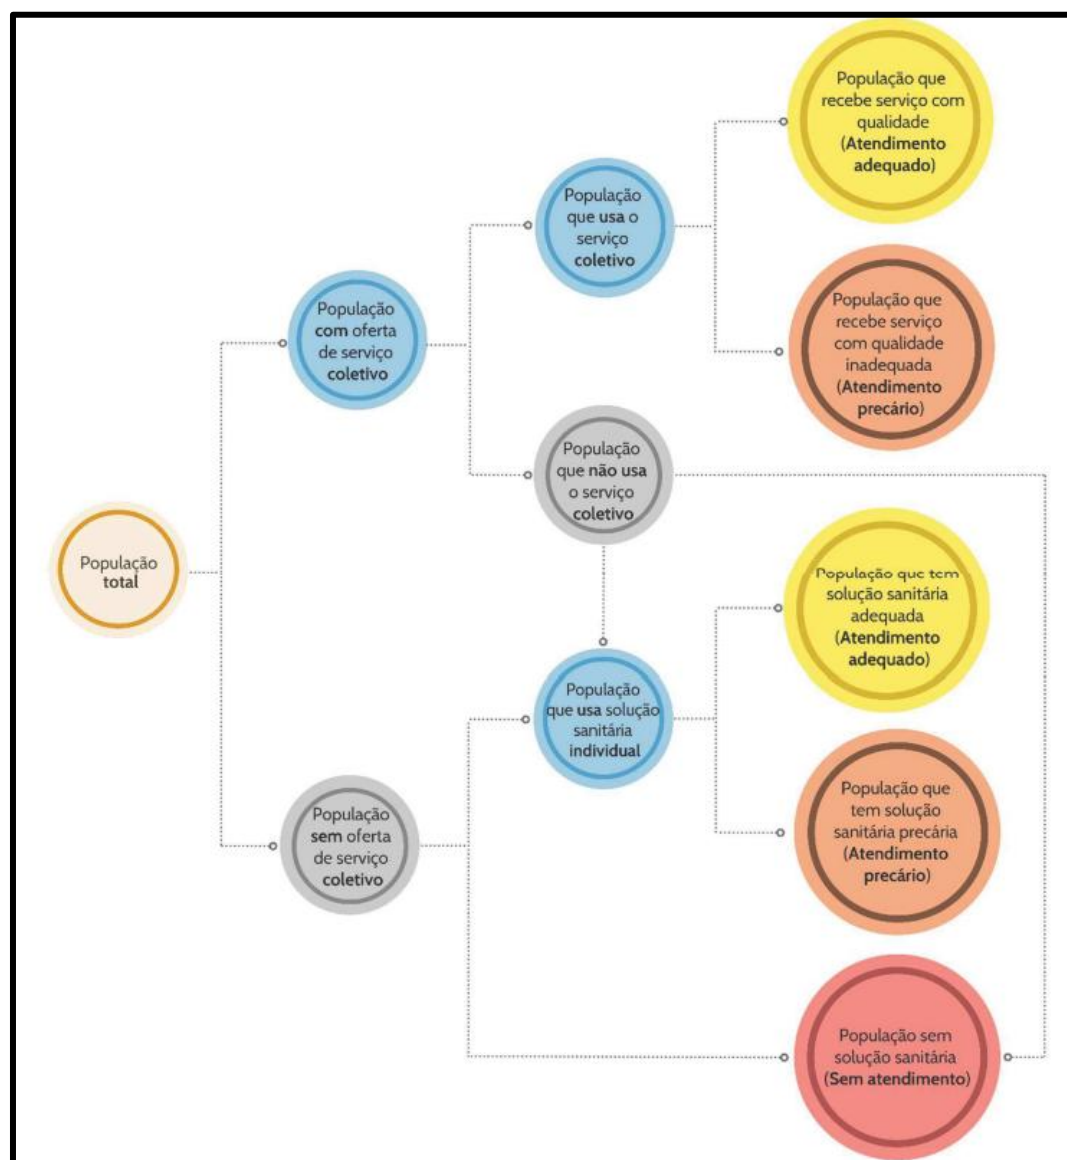 População que
recebe serviço com
qualidade
(Atendimento
adequado)
População
que usa o
serviço
coletivo
População que
recebe serviço
com qualidade
inadequada
(Atendimento
precário)
População
com oferta
de serviço
coletivo
População
que não usa
o serviço
coletivo
População
total
População que tem
solução sanitária
adequada
(Atendimento
adequado)
População
que usa solução
sanitária
individual
População que
tem solução
sanitária precária
(Atendimento
precário)
População
sem oferta
de serviço
coletivo
População sem
solução sanitária
(Sem atendimento)